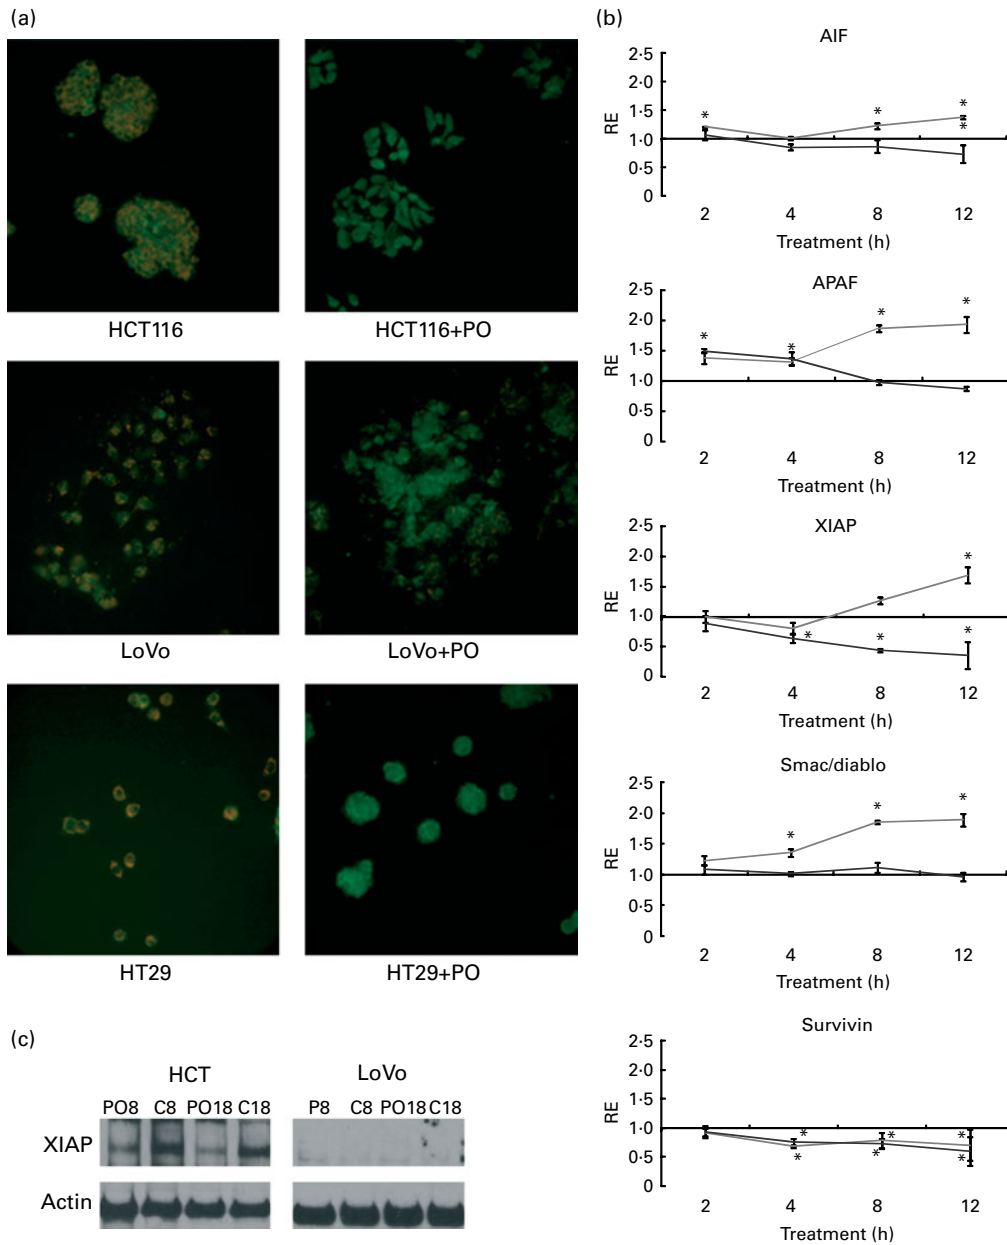 (a)
HCT116 HCT116+PO
LoVo LoVo+PO
HT29 HT29+PO
(b)
AIF
2·5
2·0
1·5
1·0
0·5
0
RE
*
*
*
*
2 4 8 12
Treatment (h)
APAF
2·5
2·0
1·5
1·0
0·5
0
RE
*
*
*
*
2 4 8 12
Treatment (h)
XIAP
2·5
2·0
1·5
1·0
0·5
0
RE
*
*
*
*
2 4 8 12
Treatment (h)
Smac/diablo
2·5
2·0
1·5
1·0
0·5
0
RE
*
*
*
2 4 8 12
Treatment (h)
Survivin
2·5
2·0
1·5
1·0
0·5
0
RE
*
*
*
*
*
*
2 4 8 12
Treatment (h)
(c)
HCT LoVo
PO8 C8 PO18 C18 P8 C8 PO18 C18
XIAP
Actin